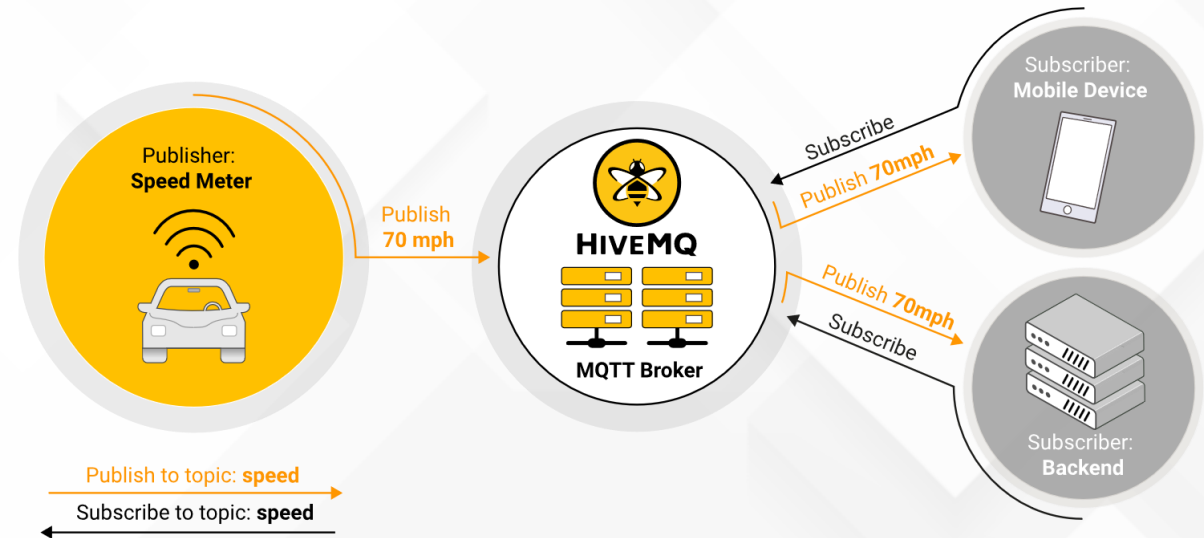 Publisher:
Speed Meter
Publish
70 mph
HIVEMQ
MQTT Broker
Subscribe
Publish 70mph
Subscriber:
Mobile Device
Publish 70mph
Subscribe
Subscriber:
Backend
Publish to topic: speed
Subscribe to topic: speed